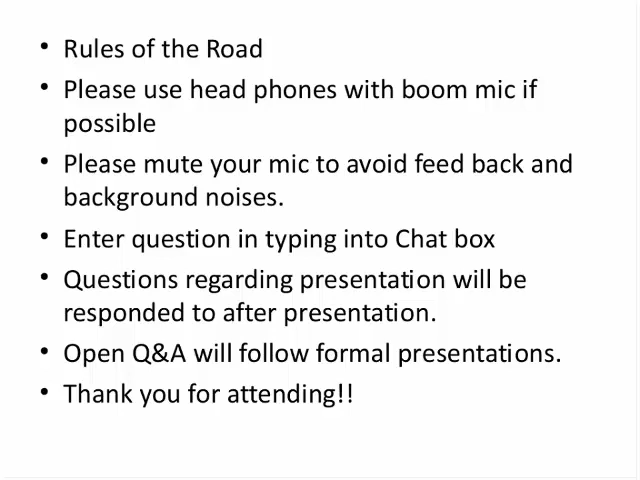 • Rules of the Road
• Please use head phones with boom mic if
possible
• Please mute your mic to avoid feed back and
background noises.
• Enter question in typing into Chat box
• Questions regarding presentation will be
responded to after presentation.
• Open Q&A will follow formal presentations.
• Thank you for attending!!